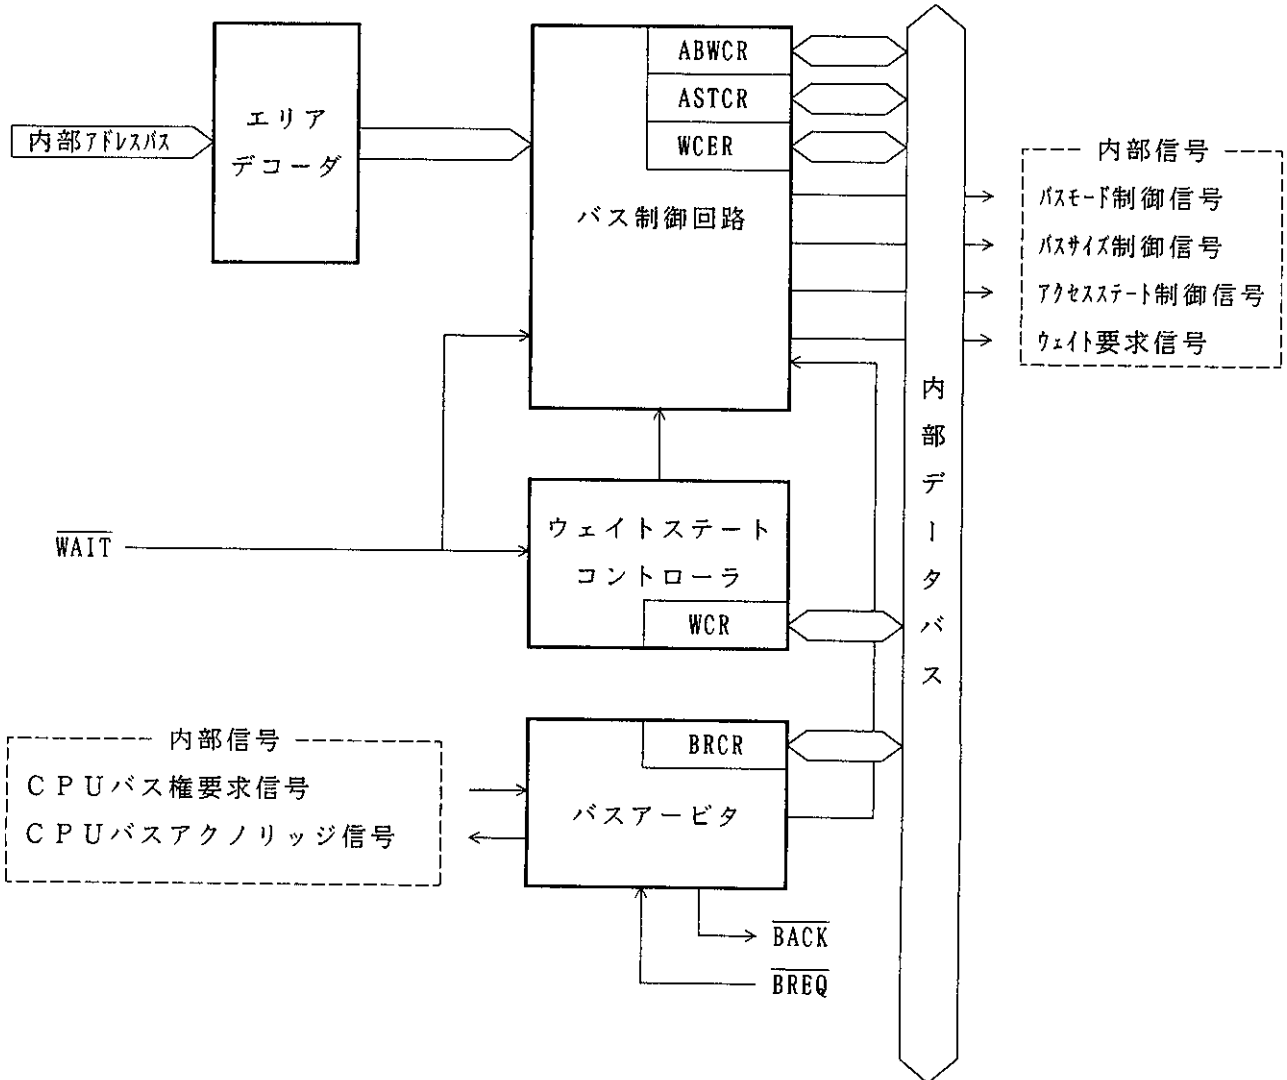 ABWCR
ASTCR
WCER
エリア
デコーダ
内部アドレスバス
バス制御回路
内部信号
バスモード制御信号
バスサイズ制御信号
アクセスステート制御信号
ウェイト要求信号
内部データバス
WAIT
ウェイトステート
コントローラ
WCR
内部信号
CPUバス権要求信号
CPUバスアクノリッジ信号
BRCR
バスアービタ
BACK
BREQ